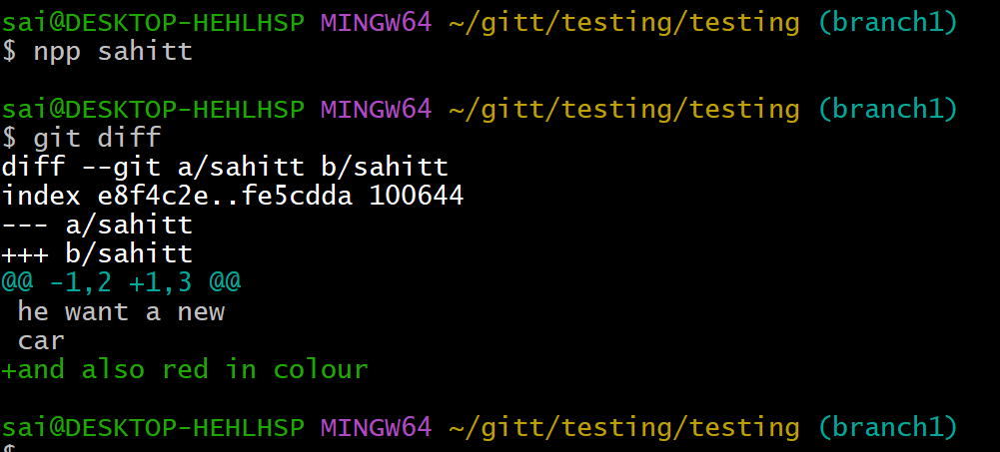 sai@DESKTOP-HEHLHSP MINGW64 ~/gitt/testing/testing (branch1)
$ npp sahitt
sai@DESKTOP-HEHLHSP MINGW64 ~/gitt/testing/testing (branch1)
$ git diff
diff --git a/sahitt b/sahitt
index e8f4c2e..fe5cdda 100644
--- a/sahitt
+++ b/sahitt
@@ -1,2 +1,3 @@
 he want a new
 car
+and also red in colour
sai@DESKTOP-HEHLHSP MINGW64 ~/gitt/testing/testing (branch1)
$